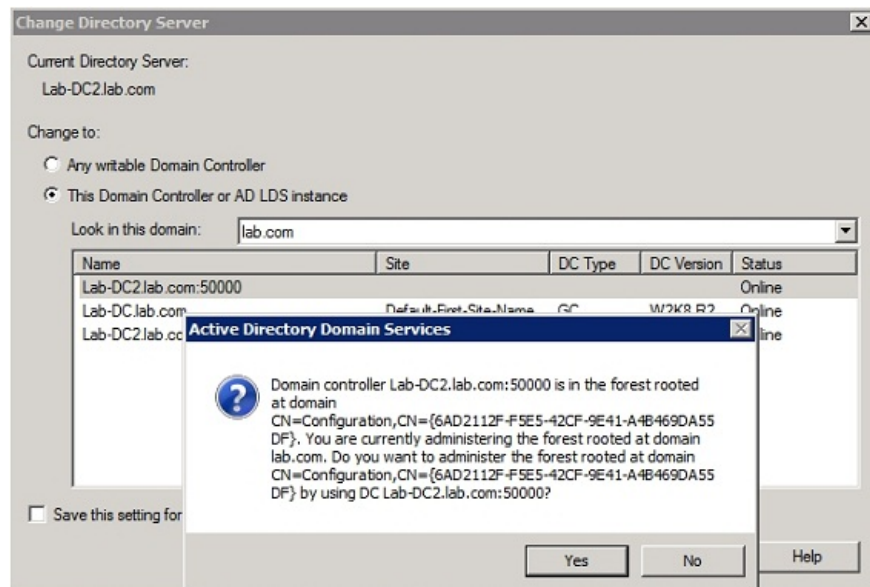 Change Directory Server
Current Directory Server:
Lab-DC2.lab.com
Change to:
Any writable Domain Controller
This Domain Controller or AD LDS instance
Look in this domain: lab.com
Name Site DC Type DC Version Status
Lab-DC2.lab.com:50000 Online
Lab-DC.lab.com Default-First-Site-Name GC W2K8 R2 Online
Lab-DC2.lab.co
Active Directory Domain Services
Domain controller Lab-DC2.lab.com:50000 is in the forest rooted
at domain
CN=Configuration,CN={6AD2112F-F5E5-42CF-9E41-A4B469DA55
DF}. You are currently administering the forest rooted at domain
lab.com. Do you want to administer the forest rooted at domain
CN=Configuration,CN={6AD2112F-F5E5-42CF-9E41-A4B469DA55
DF} by using DC Lab-DC2.lab.com:50000?
Save this setting for
Yes No Help